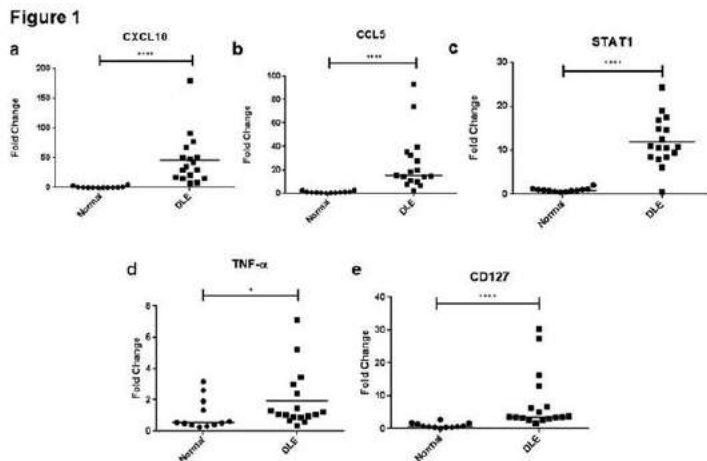 Figure 1
a
CXCL10
****
Fold Change
200
150
100
50
0
Normal
DLE
b
CCL5
****
Fold Change
100
80
60
40
20
0
Normal
DLE
c
STAT1
****
Fold Change
30
20
10
0
Normal
DLE
d
TNF-α
*
Fold Change
8
6
4
2
0
Normal
DLE
e
CD127
****
Fold Change
40
30
20
10
0
Normal
DLE